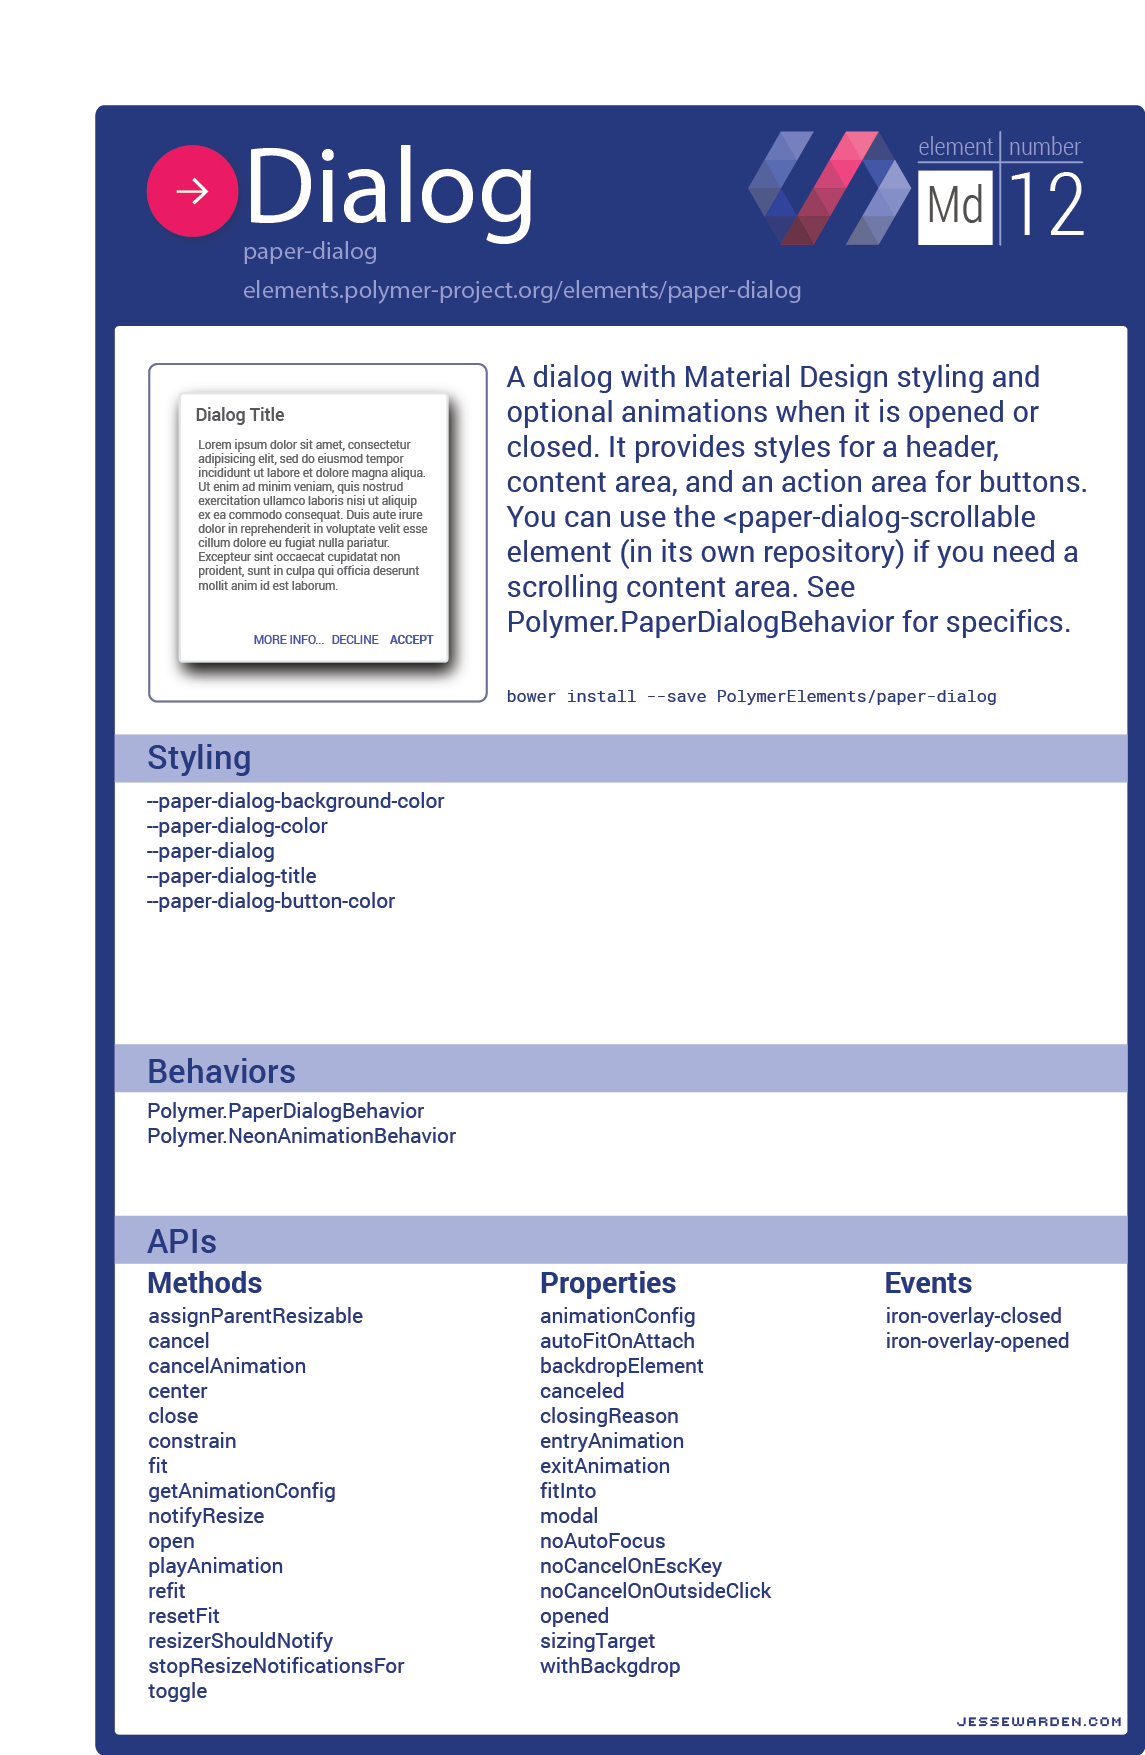 Dialog
paper-dialog
elements.polymer-project.org/elements/paper-dialog
element number
Md 12
Dialog Title
Lorem ipsum dolor sit amet, consectetur
adipisicing elit, sed do eiusmod tempor
incididunt ut labore et dolore magna aliqua.
Ut enim ad minim veniam, quis nostrud
exercitation ullamco laboris nisi ut aliquip
ex ea commodo consequat. Duis aute irure
dolor in reprehenderit in voluptate velit esse
cillum dolore eu fugiat nulla pariatur.
Excepteur sint occaecat cupidatat non
proident, sunt in culpa qui officia deserunt
mollit anim id est laborum.
MORE INFO... DECLINE ACCEPT
A dialog with Material Design styling and
optional animations when it is opened or
closed. It provides styles for a header,
content area, and an action area for buttons.
You can use the <paper-dialog-scrollable
element (in its own repository) if you need a
scrolling content area. See
Polymer.PaperDialogBehavior for specifics.
bower install --save PolymerElements/paper-dialog
Styling
--paper-dialog-background-color
--paper-dialog-color
--paper-dialog
--paper-dialog-title
--paper-dialog-button-color
Behaviors
Polymer.PaperDialogBehavior
Polymer.NeonAnimationBehavior
APIs
Methods
assignParentResizable
cancel
cancelAnimation
center
close
constrain
fit
getAnimationConfig
notifyResize
open
playAnimation
refit
resetFit
resizerShouldNotify
stopResizeNotificationsFor
toggle
Properties
animationConfig
autoFitOnAttach
backdropElement
canceled
closingReason
entryAnimation
exitAnimation
fitInto
modal
noAutoFocus
noCancelOnEscKey
noCancelOnOutsideClick
opened
sizingTarget
withBackgdrop
Events
iron-overlay-closed
iron-overlay-opened
JESSEWARDEN.COM